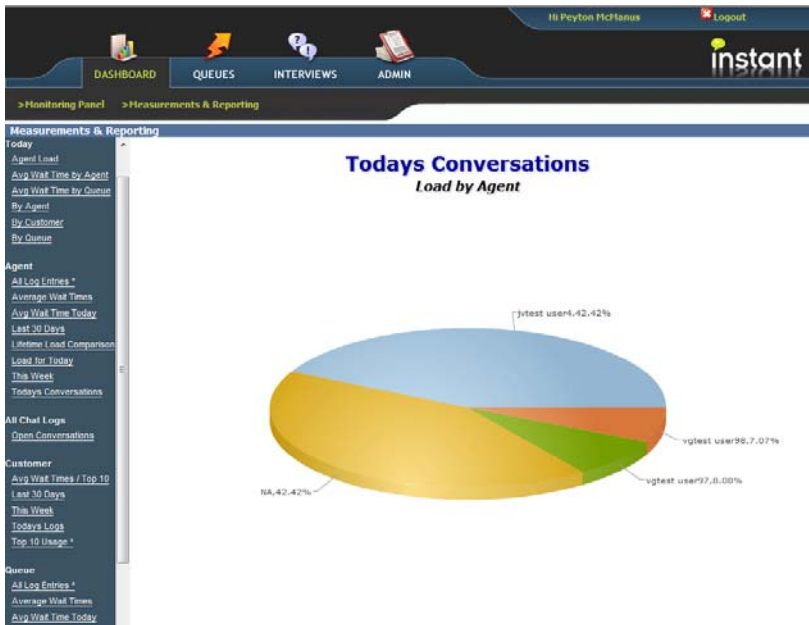 Hi Peyton McManus
Logout
DASHBOARD
QUEUES
INTERVIEWS
ADMIN
instant
>Monitoring Panel
>Measurements & Reporting
Measurements & Reporting
Today
Agent Load
Avg Wait Time by Agent
Avg Wait Time by Queue
By Agent
By Customer
By Queue
Agent
All Log Entries *
Average Wait Times
Avg Wait Time Today
Last 30 Days
Lifetime Load Comparison
Load for Today
This Week
Todays Conversations
All Chat Logs
Open Conversations
Customer
Avg Wait Times / Top 10
Last 30 Days
This Week
Todays Logs
Top 10 Usage *
Queue
All Log Entries *
Average Wait Times
Avg Wait Time Today
Todays Conversations
Load by Agent
jvtest user4,42.42%
vgtest user98,7.07%
vgtest user97,8.08%
NA,42.42%